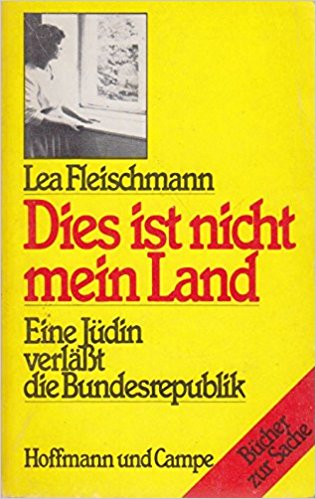 Lea Fleischmann
Dies ist nicht
mein Land
Eine Jüdin
verläßt
die Bundesrepublik
Hoffmann und Campe
Bücher
zur Sache